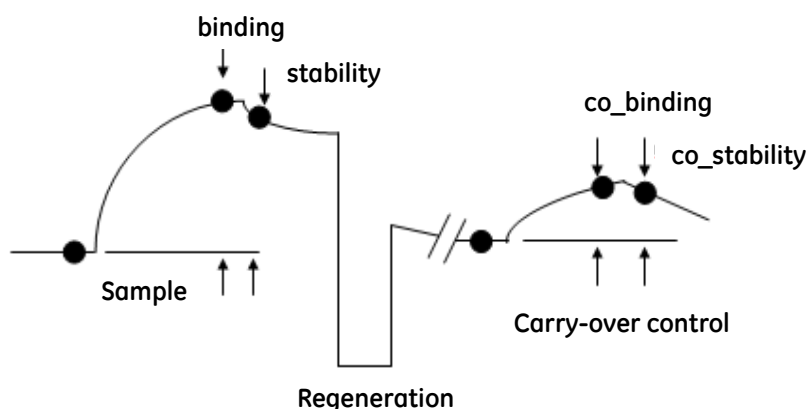 binding
stability
co_binding
co_stability
Sample
Carry-over control
Regeneration